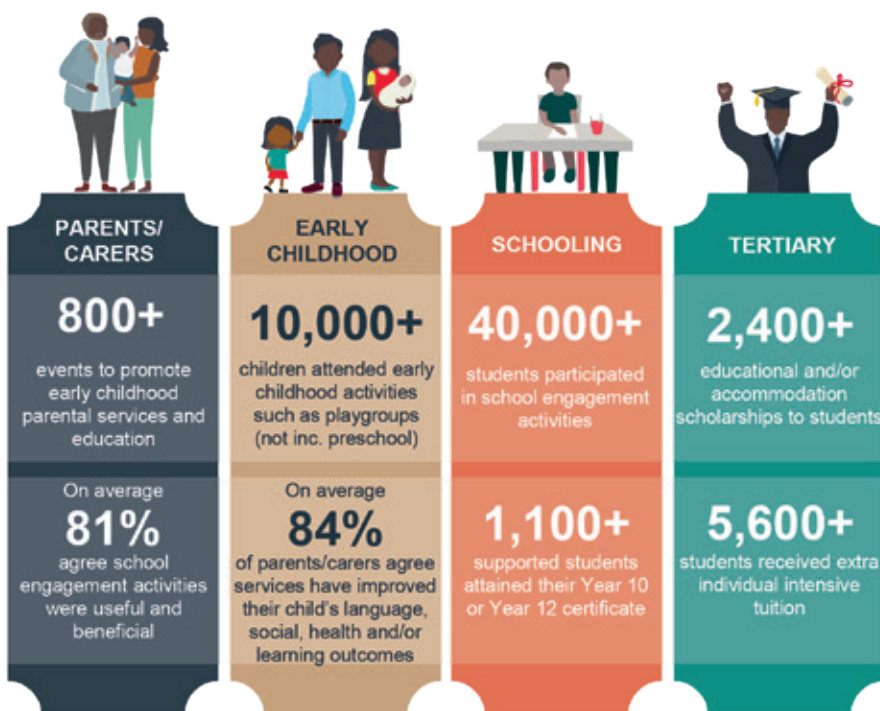 PARENTS/
CARERS
800+
events to promote
early childhood
parental services and
education
On average
81%
agree school
engagement activities
were useful and
beneficial
EARLY
CHILDHOOD
10,000+
children attended early
childhood activities
such as playgroups
(not inc. preschool)
On average
84%
of parents/carers agree
services have improved
their child's language,
social, health and/or
learning outcomes
SCHOOLING
40,000+
students participated
in school engagement
activities
1,100+
supported students
attained their Year 10
or Year 12 certificate
TERTIARY
2,400+
educational and/or
accommodation
scholarships to students
5,600+
students received extra
individual intensive
tuition